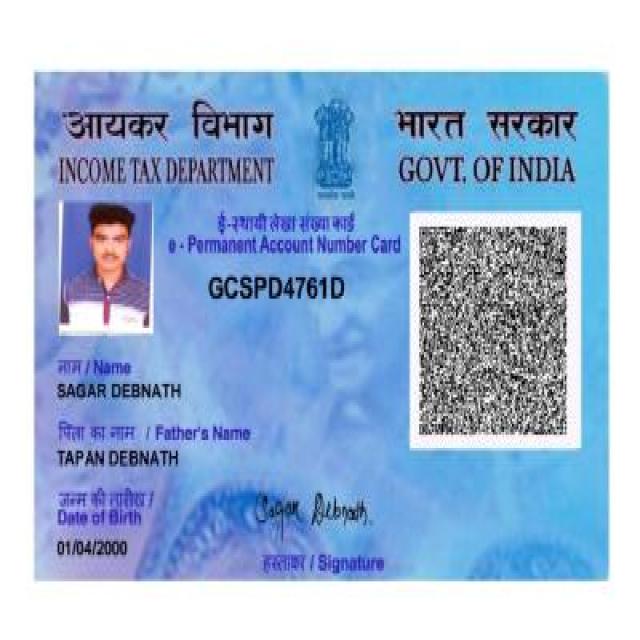 आयकर विभाग
INCOME TAX DEPARTMENT
भारत सरकार
GOVT. OF INDIA
ई-स्थायी लेखा संख्या कार्ड
e - Permanent Account Number Card
GCSPD4761D
नाम / Name
SAGAR DEBNATH
पिता का नाम / Father's Name
TAPAN DEBNATH
जन्म की तारीख /
Date of Birth
01/04/2000
Sagar Debnath.
हस्ताक्षर / Signature